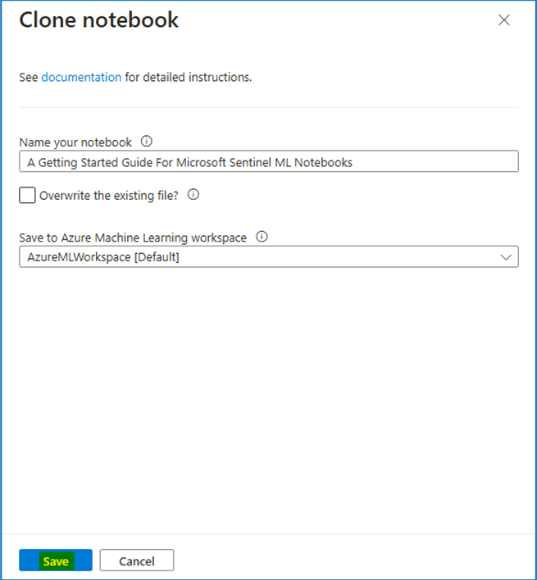 Clone notebook
See documentation for detailed instructions.
Name your notebook
A Getting Started Guide For Microsoft Sentinel ML Notebooks
Overwrite the existing file?
Save to Azure Machine Learning workspace
AzureMLWorkspace [Default]
Save
Cancel